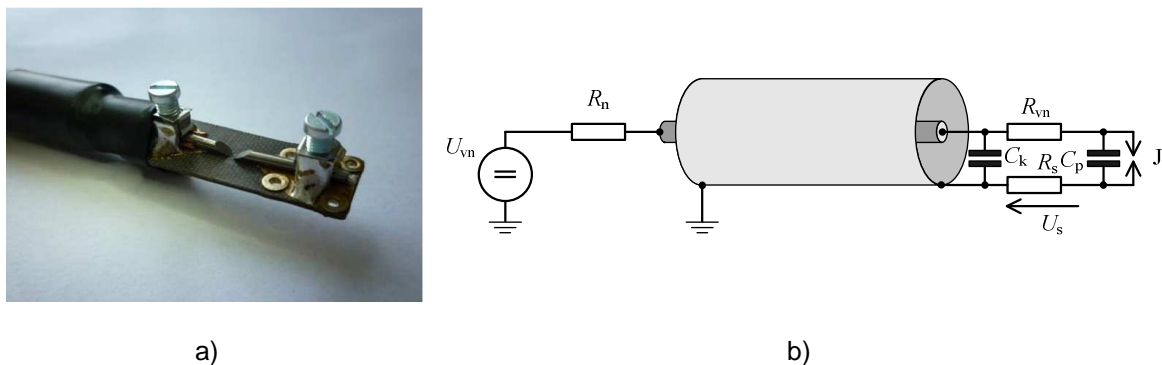 R_n
U_vn
R_vn
C_k
R_s C_p
J
U_s
a)
b)